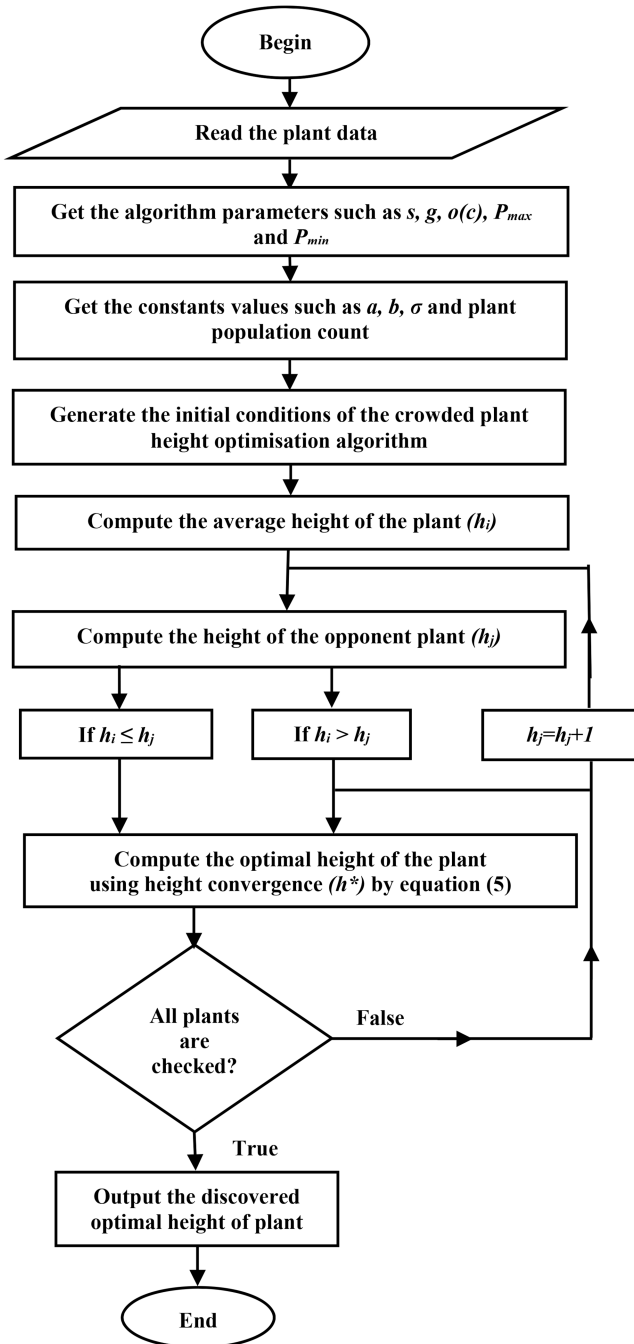 Begin
Read the plant data
Get the algorithm parameters such as s, g, o(c), Pmax
and Pmin
Get the constants values such as a, b, σ and plant
population count
Generate the initial conditions of the crowded plant
height optimisation algorithm
Compute the average height of the plant (hi)
Compute the height of the opponent plant (hj)
If hi ≤ hj
If hi > hj
hj=hj+1
Compute the optimal height of the plant
using height convergence (h*) by equation (5)
All plants
are
checked?
False
True
Output the discovered
optimal height of plant
End